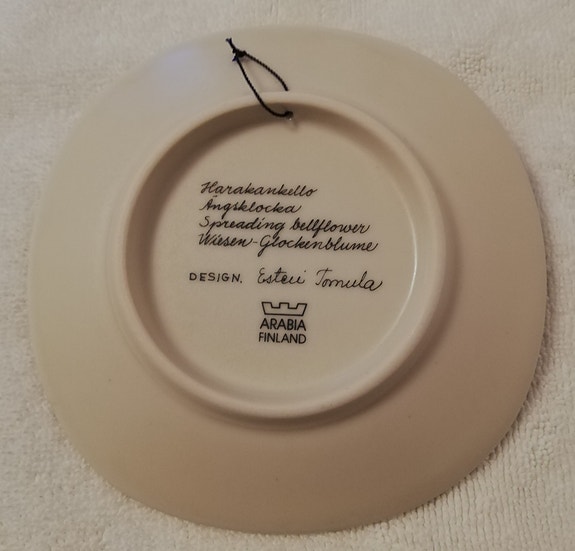 Harakankello
Ängsklocka
Spreading bellflower
Wiesen-Glockenblume
DESIGN. Esteri Tomula
ARABIA
FINLAND